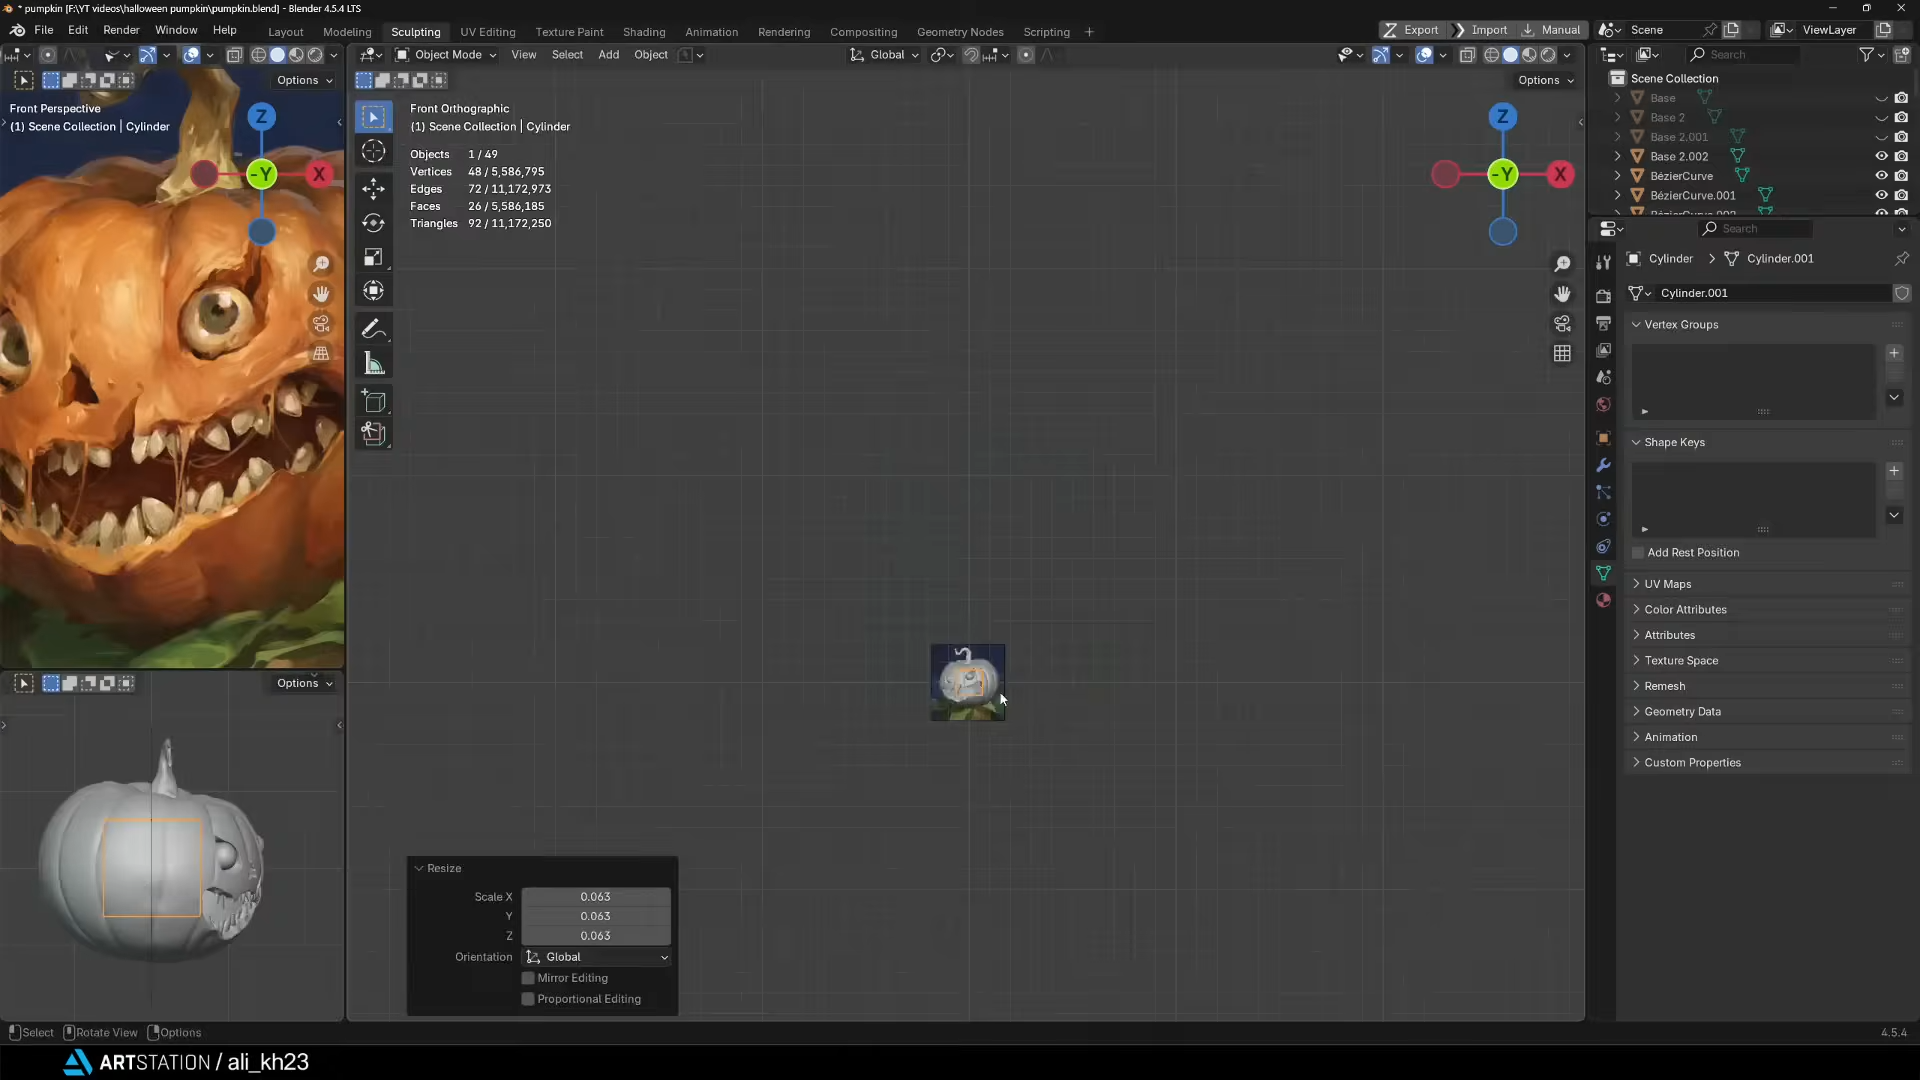 * pumpkin [F:\YT videos\halloween pumpkin\pumpkin.blend] - Blender 4.5.4 LTS
File Edit Render Window Help
Layout Modeling Sculpting UV Editing Texture Paint Shading Animation Rendering Compositing Geometry Nodes Scripting +
Export Import Manual
Scene ViewLayer
Object Mode View Select Add Object
Global
Search
Options
Options
Front Perspective
(1) Scene Collection | Cylinder
Z
-Y
X
Front Orthographic
(1) Scene Collection | Cylinder
Objects 1 / 49
Vertices 48 / 5,586,795
Edges 72 / 11,172,973
Faces 26 / 5,586,185
Triangles 92 / 11,172,250
Z
-Y
X
Scene Collection
Base
Base 2
Base 2.001
Base 2.002
BézierCurve
BézierCurve.001
Search
Cylinder > Cylinder.001
Cylinder.001
Vertex Groups
Shape Keys
Add Rest Position
UV Maps
Color Attributes
Attributes
Texture Space
Remesh
Geometry Data
Animation
Custom Properties
Options
Resize
Scale X 0.063
Y 0.063
Z 0.063
Orientation Global
Mirror Editing
Proportional Editing
Select Rotate View Options
4.5.4
ARTSTATION / ali_kh23